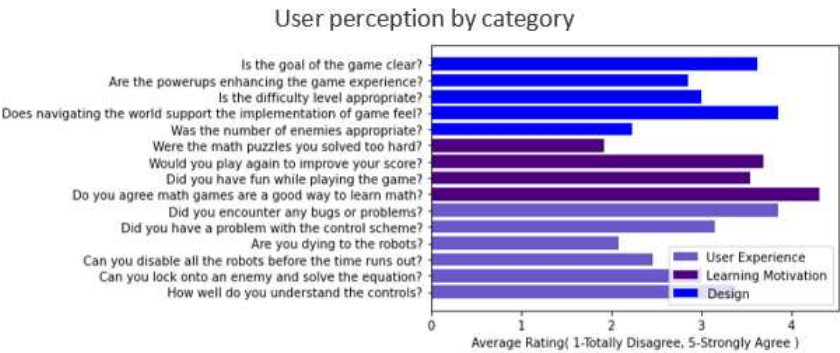 User perception by category
Is the goal of the game clear?
Are the powerups enhancing the game experience?
Is the difficulty level appropriate?
Does navigating the world support the implementation of game feel?
Was the number of enemies appropriate?
Were the math puzzles you solved too hard?
Would you play again to improve your score?
Did you have fun while playing the game?
Do you agree math games are a good way to learn math?
Did you encounter any bugs or problems?
Did you have a problem with the control scheme?
Are you dying to the robots?
Can you disable all the robots before the time runs out?
Can you lock onto an enemy and solve the equation?
How well do you understand the controls?
User Experience
Learning Motivation
Design
0 1 2 3 4
Average Rating( 1-Totally Disagree, 5-Strongly Agree )